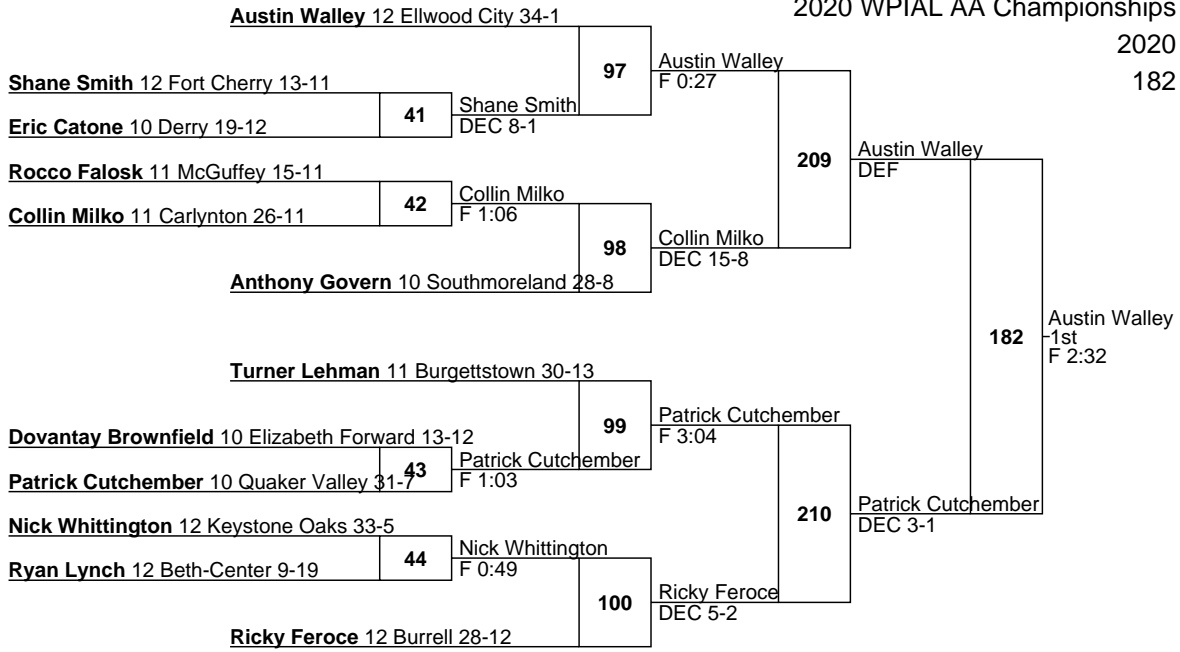 2020 WPIAL AA Championships
2020
182
Austin Walley 12 Ellwood City 34-1
97
Austin Walley
F 0:27
Shane Smith 12 Fort Cherry 13-11
41
Shane Smith
DEC 8-1
Eric Catone 10 Derry 19-12
209
Austin Walley
DEF
Rocco Falosk 11 McGuffey 15-11
42
Collin Milko
F 1:06
Collin Milko 11 Carlynton 26-11
98
Collin Milko
DEC 15-8
Anthony Govern 10 Southmoreland 28-8
182
Austin Walley
1st
F 2:32
Turner Lehman 11 Burgettstown 30-13
99
Patrick Cutchember
F 3:04
Dovantay Brownfield 10 Elizabeth Forward 13-12
43
Patrick Cutchember
F 1:03
Patrick Cutchember 10 Quaker Valley 31-7
210
Patrick Cutchember
DEC 3-1
Nick Whittington 12 Keystone Oaks 33-5
44
Nick Whittington
F 0:49
Ryan Lynch 12 Beth-Center 9-19
100
Ricky Feroce
DEC 5-2
Ricky Feroce 12 Burrell 28-12